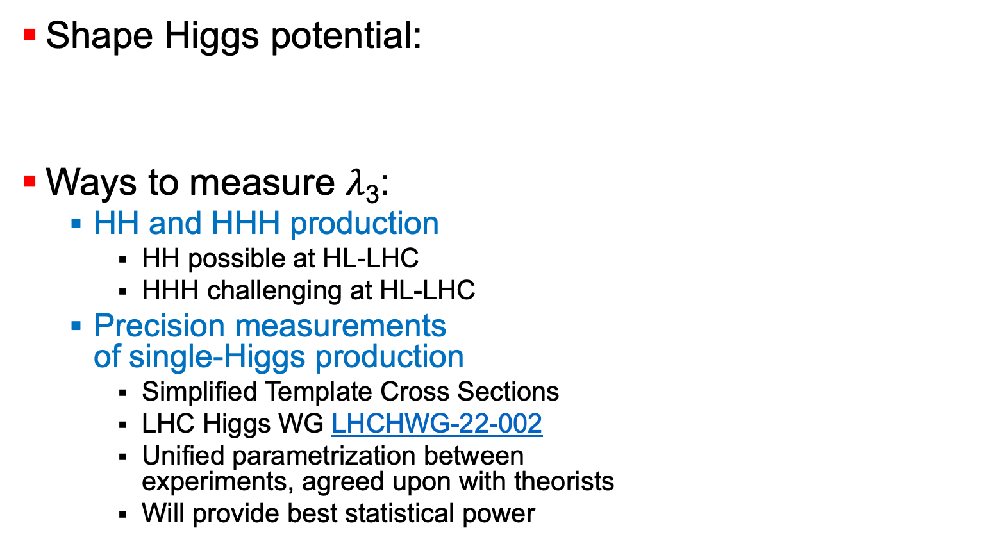 ▪ Shape Higgs potential:
▪ Ways to measure λ₃:
▪ HH and HHH production
▪ HH possible at HL-LHC
▪ HHH challenging at HL-LHC
▪ Precision measurements
of single-Higgs production
▪ Simplified Template Cross Sections
▪ LHC Higgs WG LHCHWG-22-002
▪ Unified parametrization between
experiments, agreed upon with theorists
▪ Will provide best statistical power